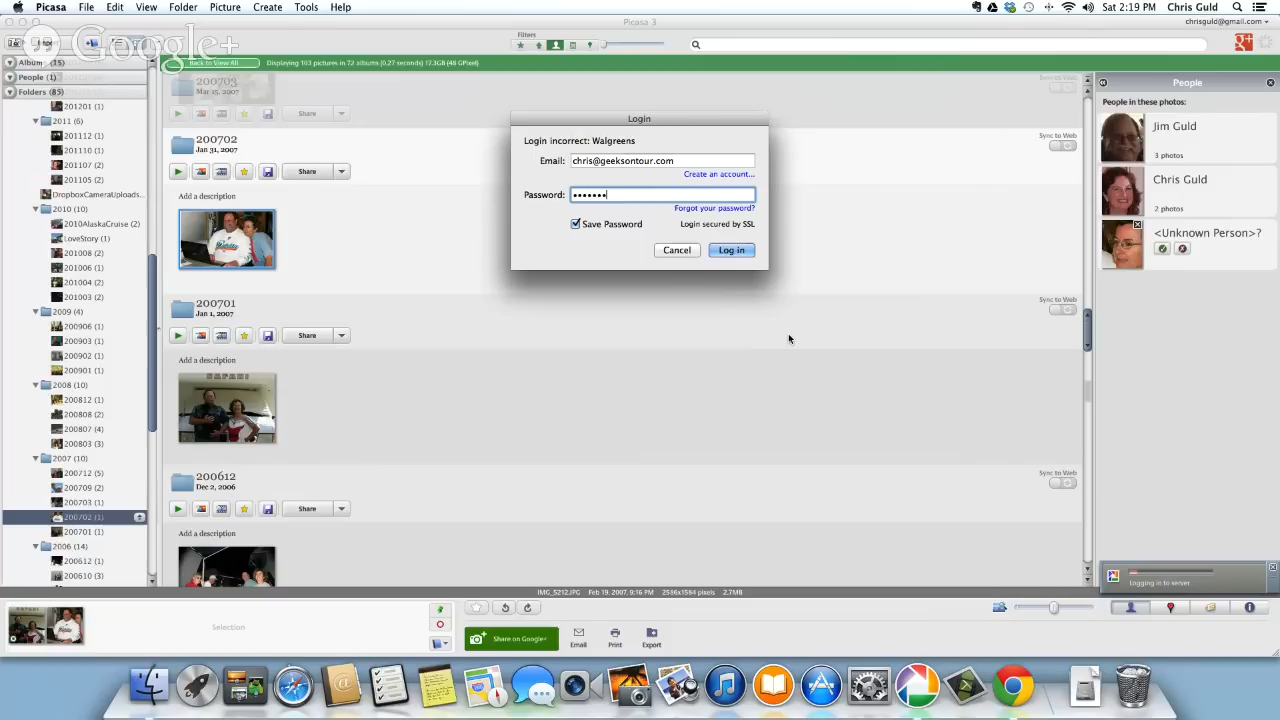 Picasa File Edit View Folder Picture Create Tools Help Sat 2:19 PM Chris Guld
Picasa 3
chrisguld@gmail.com
Google+
Import
Filters
Back to View All Displaying 103 pictures in 72 albums (0.27 seconds) 17.3GB (48 GPixel)
Albums (15)
People (1)
Folders (85)
201201 (1)
2011 (6)
201112 (1)
201110 (1)
201107 (2)
201105 (2)
DropboxCameraUploads...
2010 (10)
2010AlaskaCruise (2)
LoveStory (1)
201008 (2)
201006 (1)
201004 (2)
201003 (2)
2009 (4)
200906 (1)
200903 (1)
200902 (1)
200901 (1)
2008 (10)
200812 (1)
200808 (2)
200807 (4)
200803 (3)
2007 (10)
200712 (5)
200709 (2)
200703 (1)
200702 (1)
200701 (1)
2006 (14)
200612 (1)
200610 (3)
200703
Mar 15, 2007
Share
200702
Jan 31, 2007
Sync to Web
Share
Add a description
200701
Jan 1, 2007
Sync to Web
Share
Add a description
200612
Dec 2, 2006
Sync to Web
Share
Add a description
Login
Login incorrect: Walgreens
Email: chris@geeksontour.com
Create an account...
Password: •••••••
Forgot your password?
Save Password Login secured by SSL
Cancel Log in
People
People in these photos:
Jim Guld
3 photos
Chris Guld
2 photos
<Unknown Person>?
Logging in to server
IMG_5212.JPG Feb 19, 2007, 9:16 PM 2586x1584 pixels 2.7MB
Selection
Share on Google+
Email
Print
Export